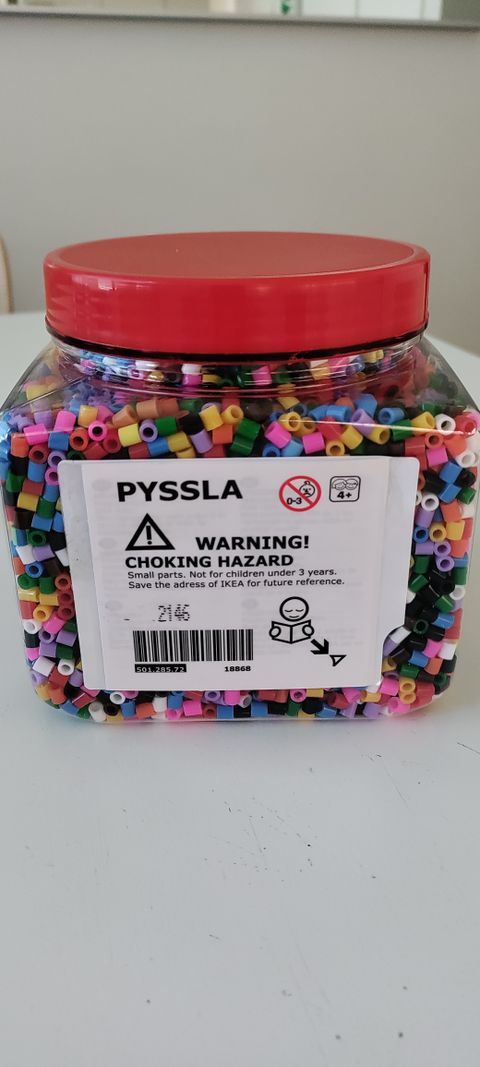 PYSSLA
0-3
4+
WARNING!
CHOKING HAZARD
Small parts. Not for children under 3 years.
Save the adress of IKEA for future reference.
2146
501.285.72 18868